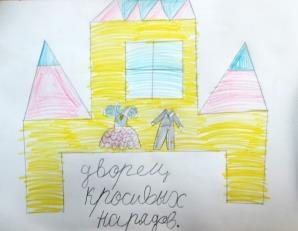 дворец
красивых
нарядов.